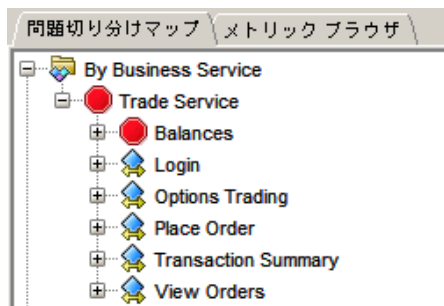 問題切り分けマップ メトリック ブラウザ
By Business Service
Trade Service
Balances
Login
Options Trading
Place Order
Transaction Summary
View Orders